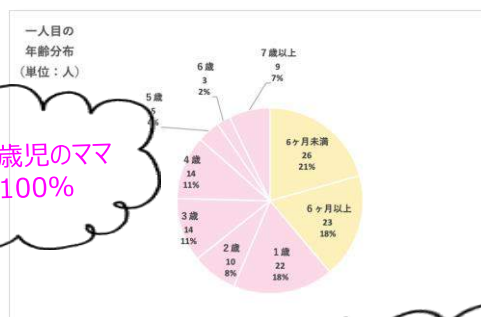 一人目の
年齢分布
(単位：人)
7歳以上
9
7%
6歳
3
2%
5歳
4歳
14
11%
3歳
14
11%
2歳
10
8%
1歳
22
18%
6ヶ月以上
23
18%
6ヶ月未満
26
21%
歳児のママ
100%